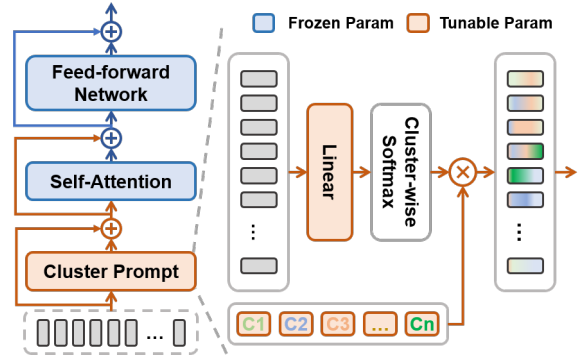 Frozen Param
Tunable Param
Feed-forward
Network
Self-Attention
Cluster Prompt
...
Linear
Cluster-wise
Softmax
...
...
C1
C2
C3
...
Cn